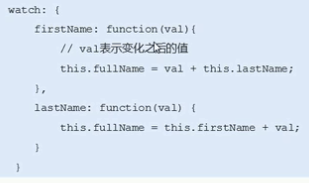 watch: {
firstName: function(val){
// val表示变化之后的值
this.fullName = val + this.lastName;
},
lastName: function(val) {
this.fullName = this.firstName + val;
}
}